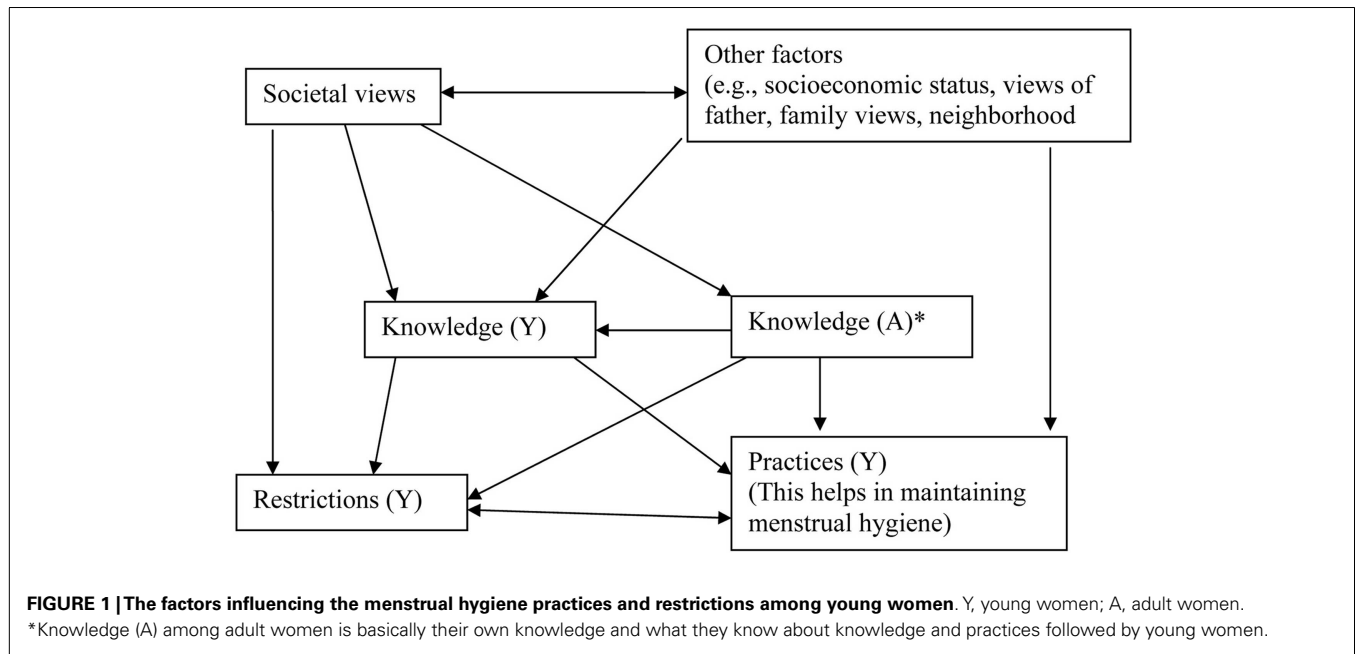 Societal views
Other factors
(e.g., socioeconomic status, views of
father, family views, neighborhood
Knowledge (Y)
Knowledge (A)*
Restrictions (Y)
Practices (Y)
(This helps in maintaining
menstrual hygiene)
FIGURE 1 | The factors influencing the menstrual hygiene practices and restrictions among young women. Y, young women; A, adult women.
*Knowledge (A) among adult women is basically their own knowledge and what they know about knowledge and practices followed by young women.